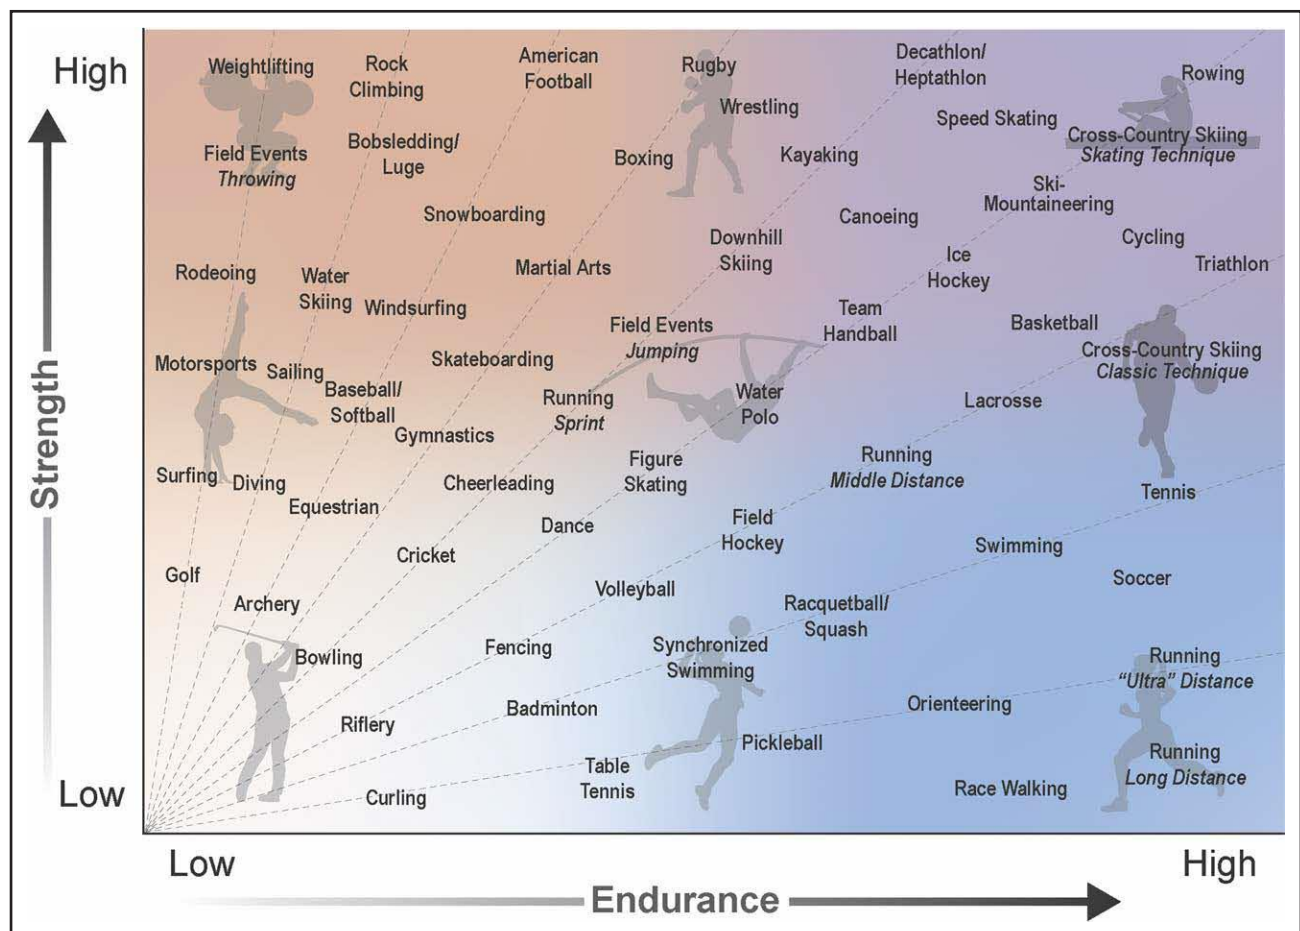 High
Weightlifting
Rock
Climbing
American
Football
Rugby
Wrestling
Decathlon/
Heptathlon
Rowing
Speed Skating
Cross-Country Skiing
Skating Technique
Field Events
Throwing
Bobsledding/
Luge
Boxing
Kayaking
Ski-
Mountaineering
Snowboarding
Canoeing
Cycling
Downhill
Skiing
Ice
Hockey
Triathlon
Rodeoing
Water
Skiing
Martial Arts
Windsurfing
Team
Handball
Basketball
Field Events
Jumping
Cross-Country Skiing
Classic Technique
Motorsports
Sailing
Skateboarding
Baseball/
Softball
Running
Sprint
Water
Polo
Lacrosse
Gymnastics
Strength
Surfing
Diving
Cheerleading
Figure
Skating
Running
Middle Distance
Tennis
Equestrian
Dance
Field
Hockey
Swimming
Cricket
Golf
Volleyball
Soccer
Archery
Racquetball/
Squash
Bowling
Fencing
Synchronized
Swimming
Running
"Ultra" Distance
Riflery
Badminton
Orienteering
Pickleball
Running
Long Distance
Table
Tennis
Curling
Race Walking
Low
Low
High
Endurance